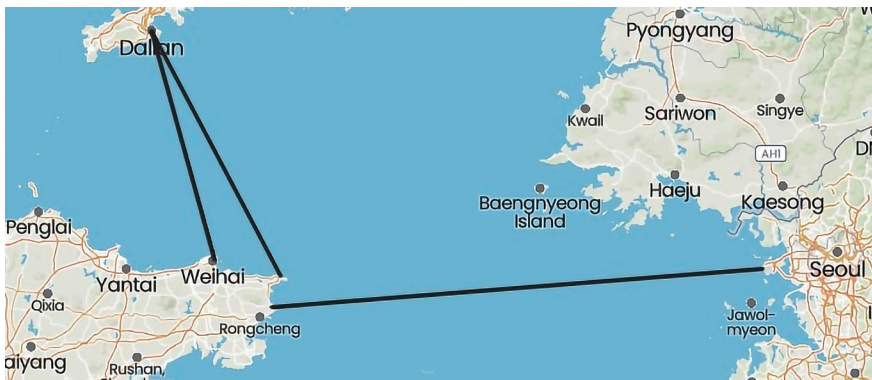 Dalian
Pyongyang
Kwail
Sariwon
Singye
AH1
Haeju
Kaesong
Baengnyeong
Island
Penglai
Yantai
Weihai
Seoul
Qixia
Rongcheng
Jawol-
myeon
aiyang
Rushan,